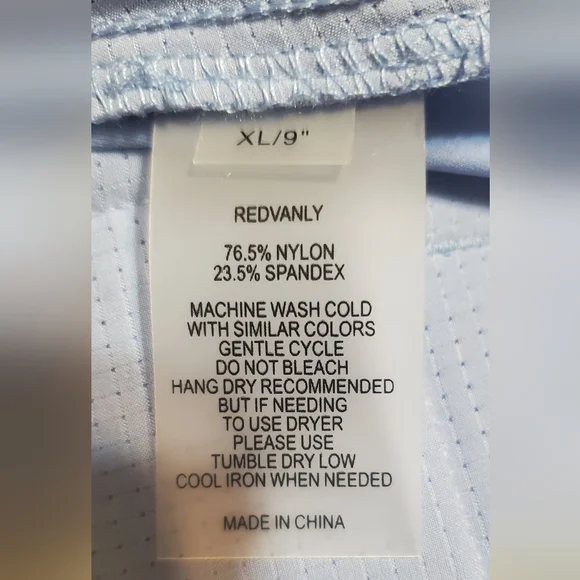 XL/9"
REDVANLY
76.5% NYLON
23.5% SPANDEX
MACHINE WASH COLD
WITH SIMILAR COLORS
GENTLE CYCLE
DO NOT BLEACH
HANG DRY RECOMMENDED
BUT IF NEEDING
TO USE DRYER
PLEASE USE
TUMBLE DRY LOW
COOL IRON WHEN NEEDED
MADE IN CHINA